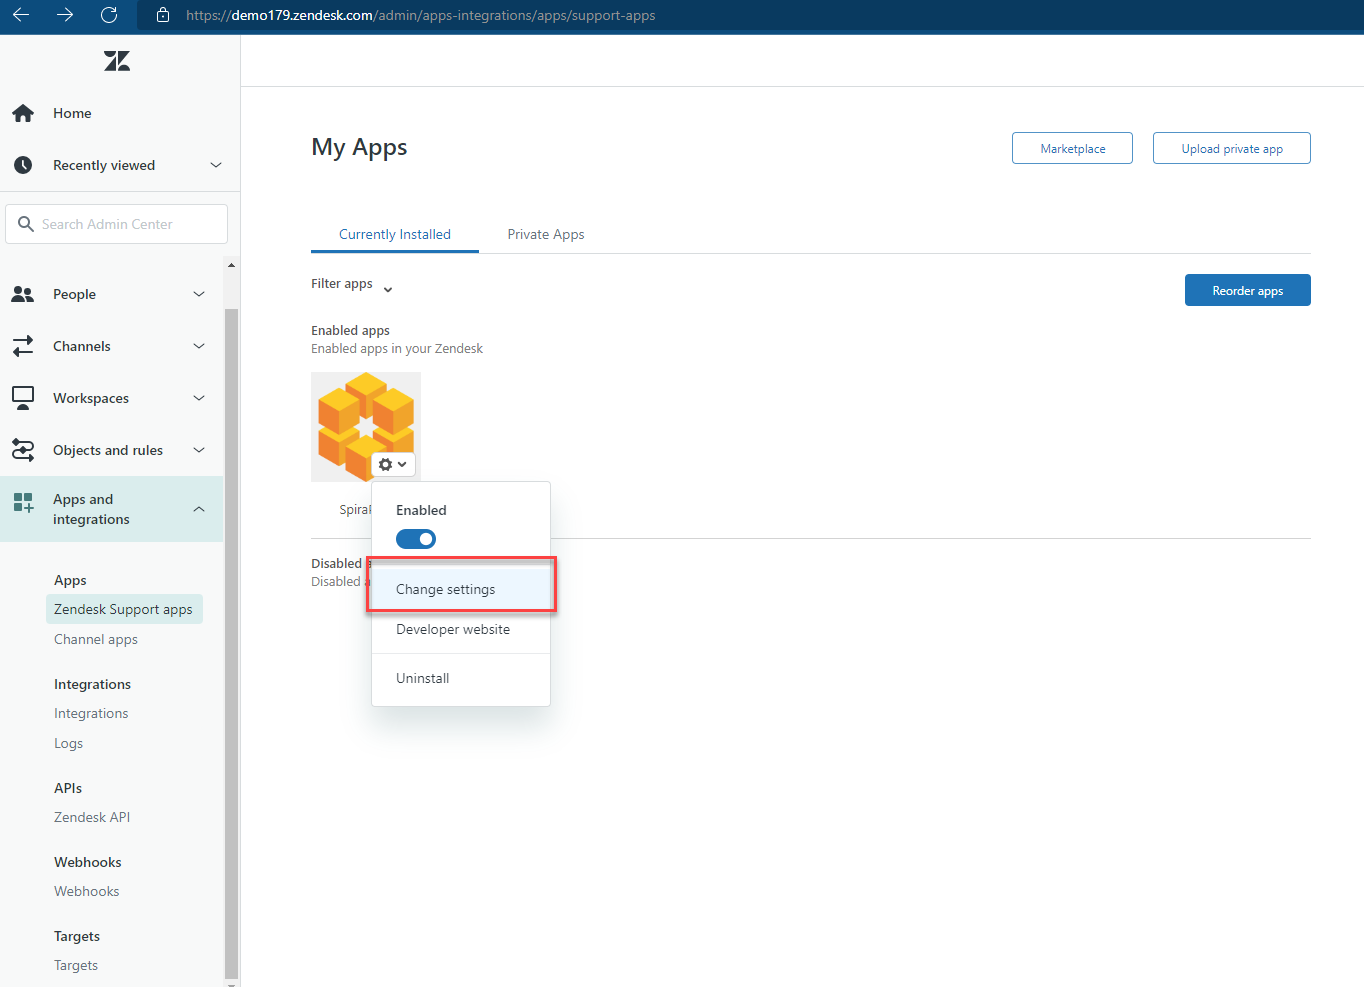 https://demo179.zendesk.com/admin/apps-integrations/apps/support-apps
Home
Recently viewed
Search Admin Center
People
Channels
Workspaces
Objects and rules
Apps and
integrations
Apps
Zendesk Support apps
Channel apps
Integrations
Integrations
Logs
APIs
Zendesk API
Webhooks
Webhooks
Targets
Targets
My Apps
Marketplace
Upload private app
Currently Installed
Private Apps
Filter apps
Reorder apps
Enabled apps
Enabled apps in your Zendesk
Enabled
Disabled
Disabled
Change settings
Developer website
Uninstall